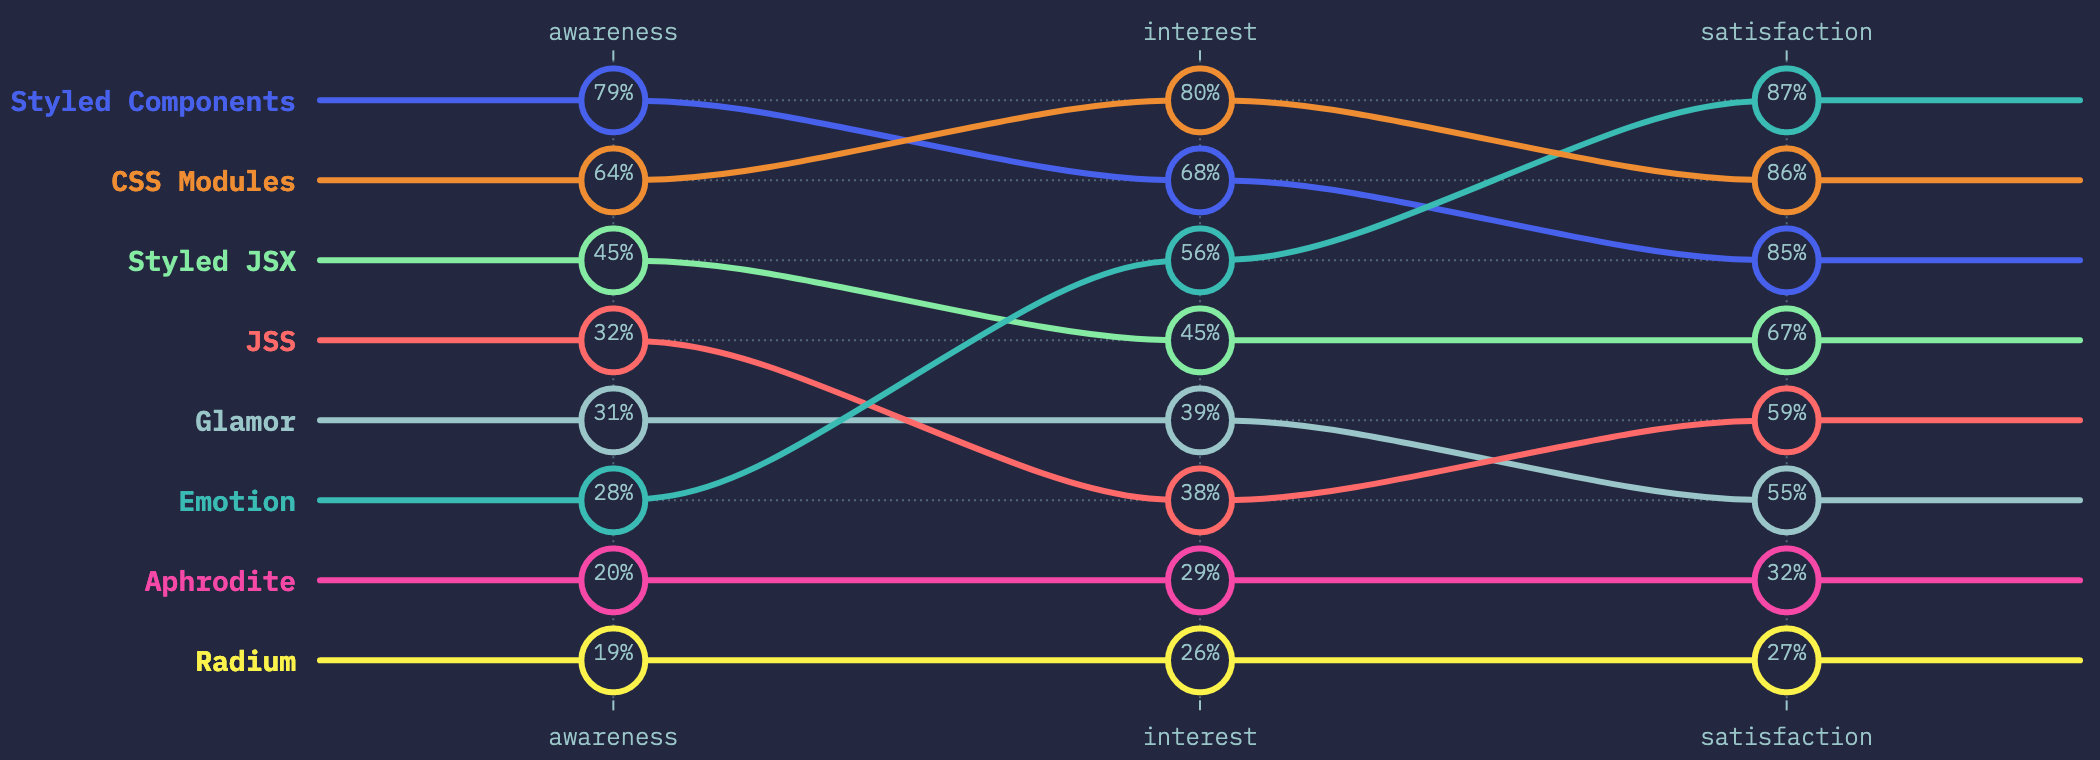 awareness interest satisfaction
Styled Components 79% 80% 87%
CSS Modules 64% 68% 86%
Styled JSX 45% 56% 85%
JSS 32% 45% 67%
Glamor 31% 39% 59%
Emotion 28% 38% 55%
Aphrodite 20% 29% 32%
Radium 19% 26% 27%
awareness interest satisfaction